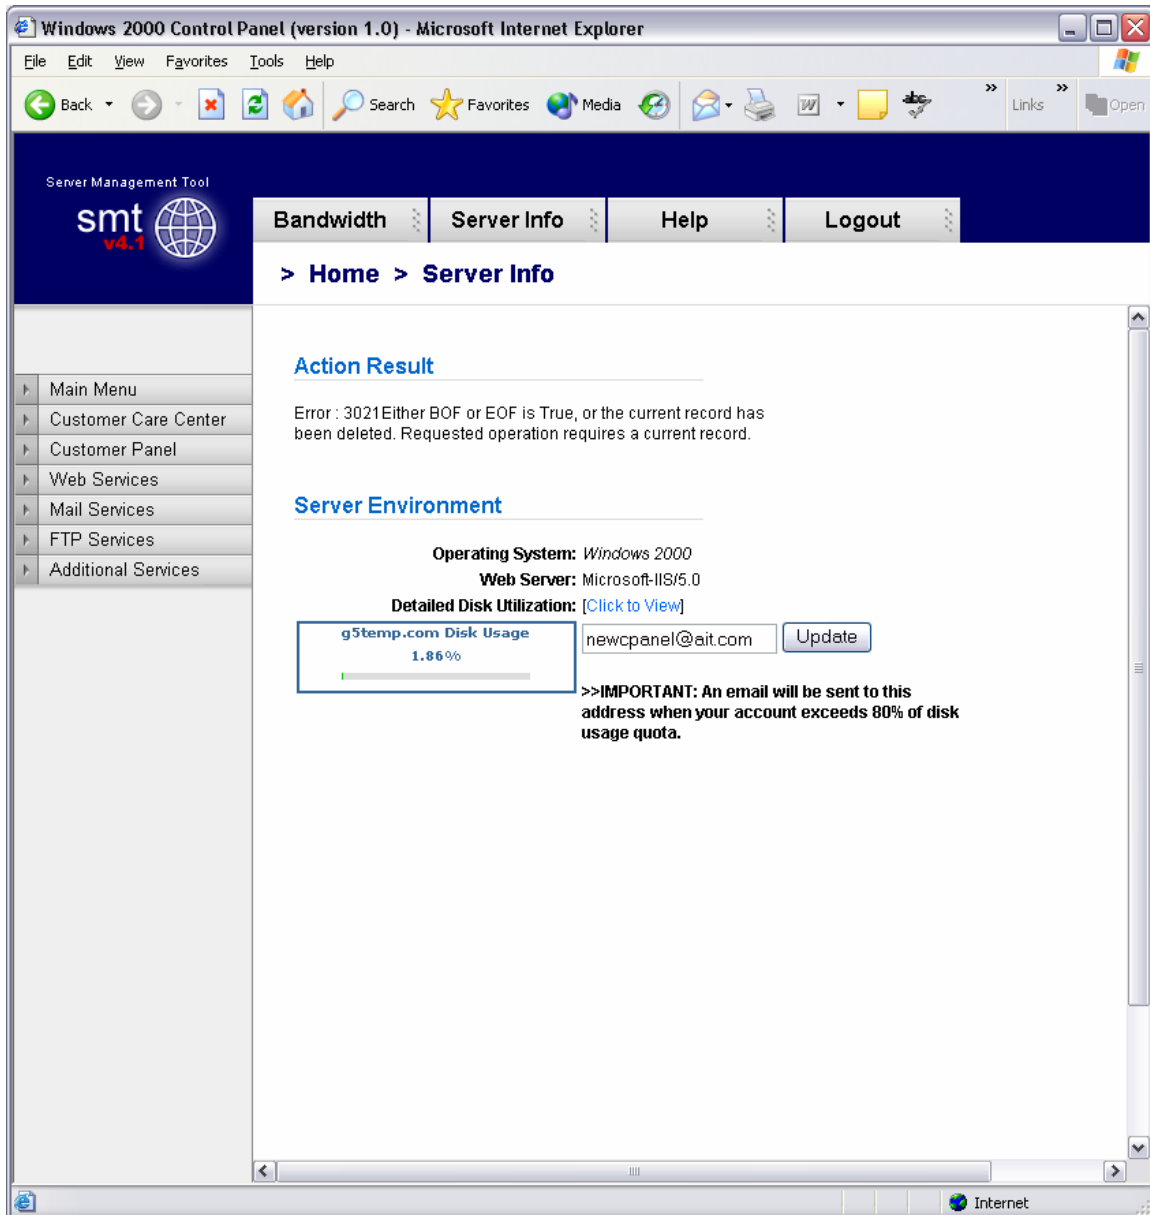 Windows 2000 Control Panel (version 1.0) - Microsoft Internet Explorer
File Edit View Favorites Tools Help
Back Search Favorites Media W abc » Links » Open
Server Management Tool
smt
v4.1
Bandwidth Server Info Help Logout
> Home > Server Info
Main Menu
Customer Care Center
Customer Panel
Web Services
Mail Services
FTP Services
Additional Services
Action Result
Error : 3021Either BOF or EOF is True, or the current record has
been deleted. Requested operation requires a current record.
Server Environment
Operating System: Windows 2000
Web Server: Microsoft-IIS/5.0
Detailed Disk Utilization: [Click to View]
g5temp.com Disk Usage
1.86%
newcpanel@ait.com Update
>>IMPORTANT: An email will be sent to this
address when your account exceeds 80% of disk
usage quota.
Internet